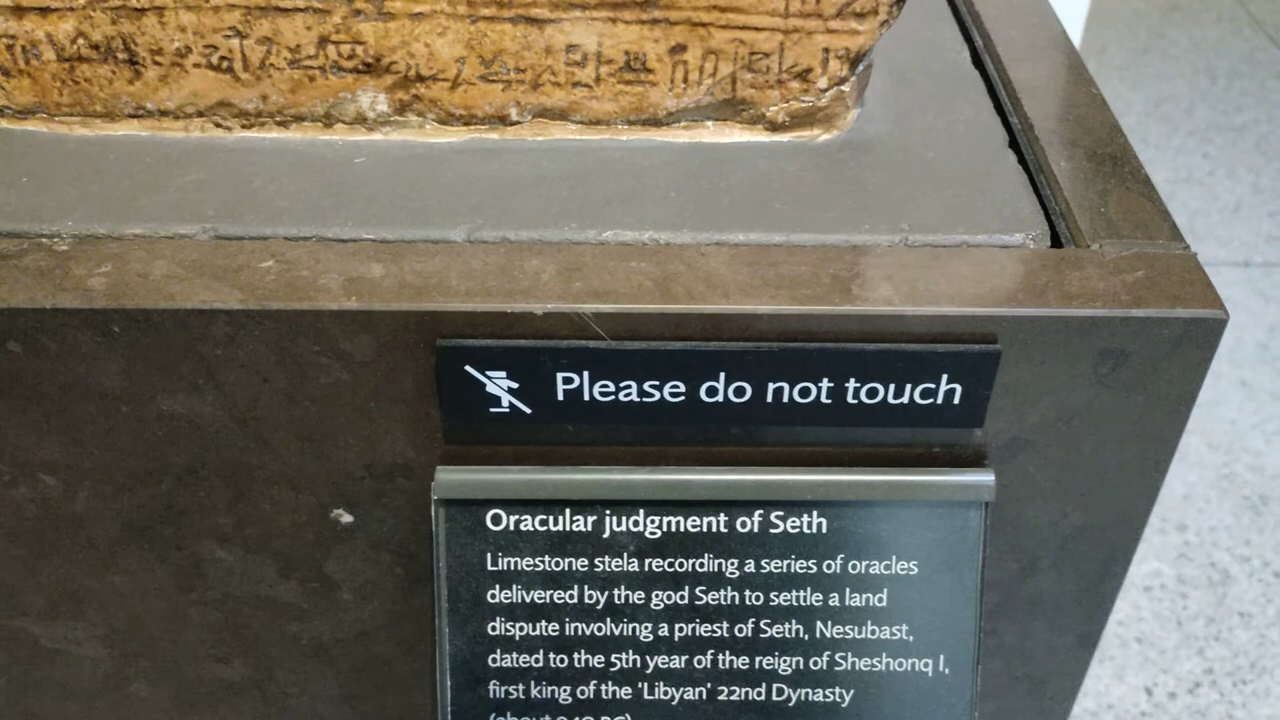 Please do not touch
Oracular judgment of Seth
Limestone stela recording a series of oracles
delivered by the god Seth to settle a land
dispute involving a priest of Seth, Nesubast,
dated to the 5th year of the reign of Sheshonq I,
first king of the 'Libyan' 22nd Dynasty
(about